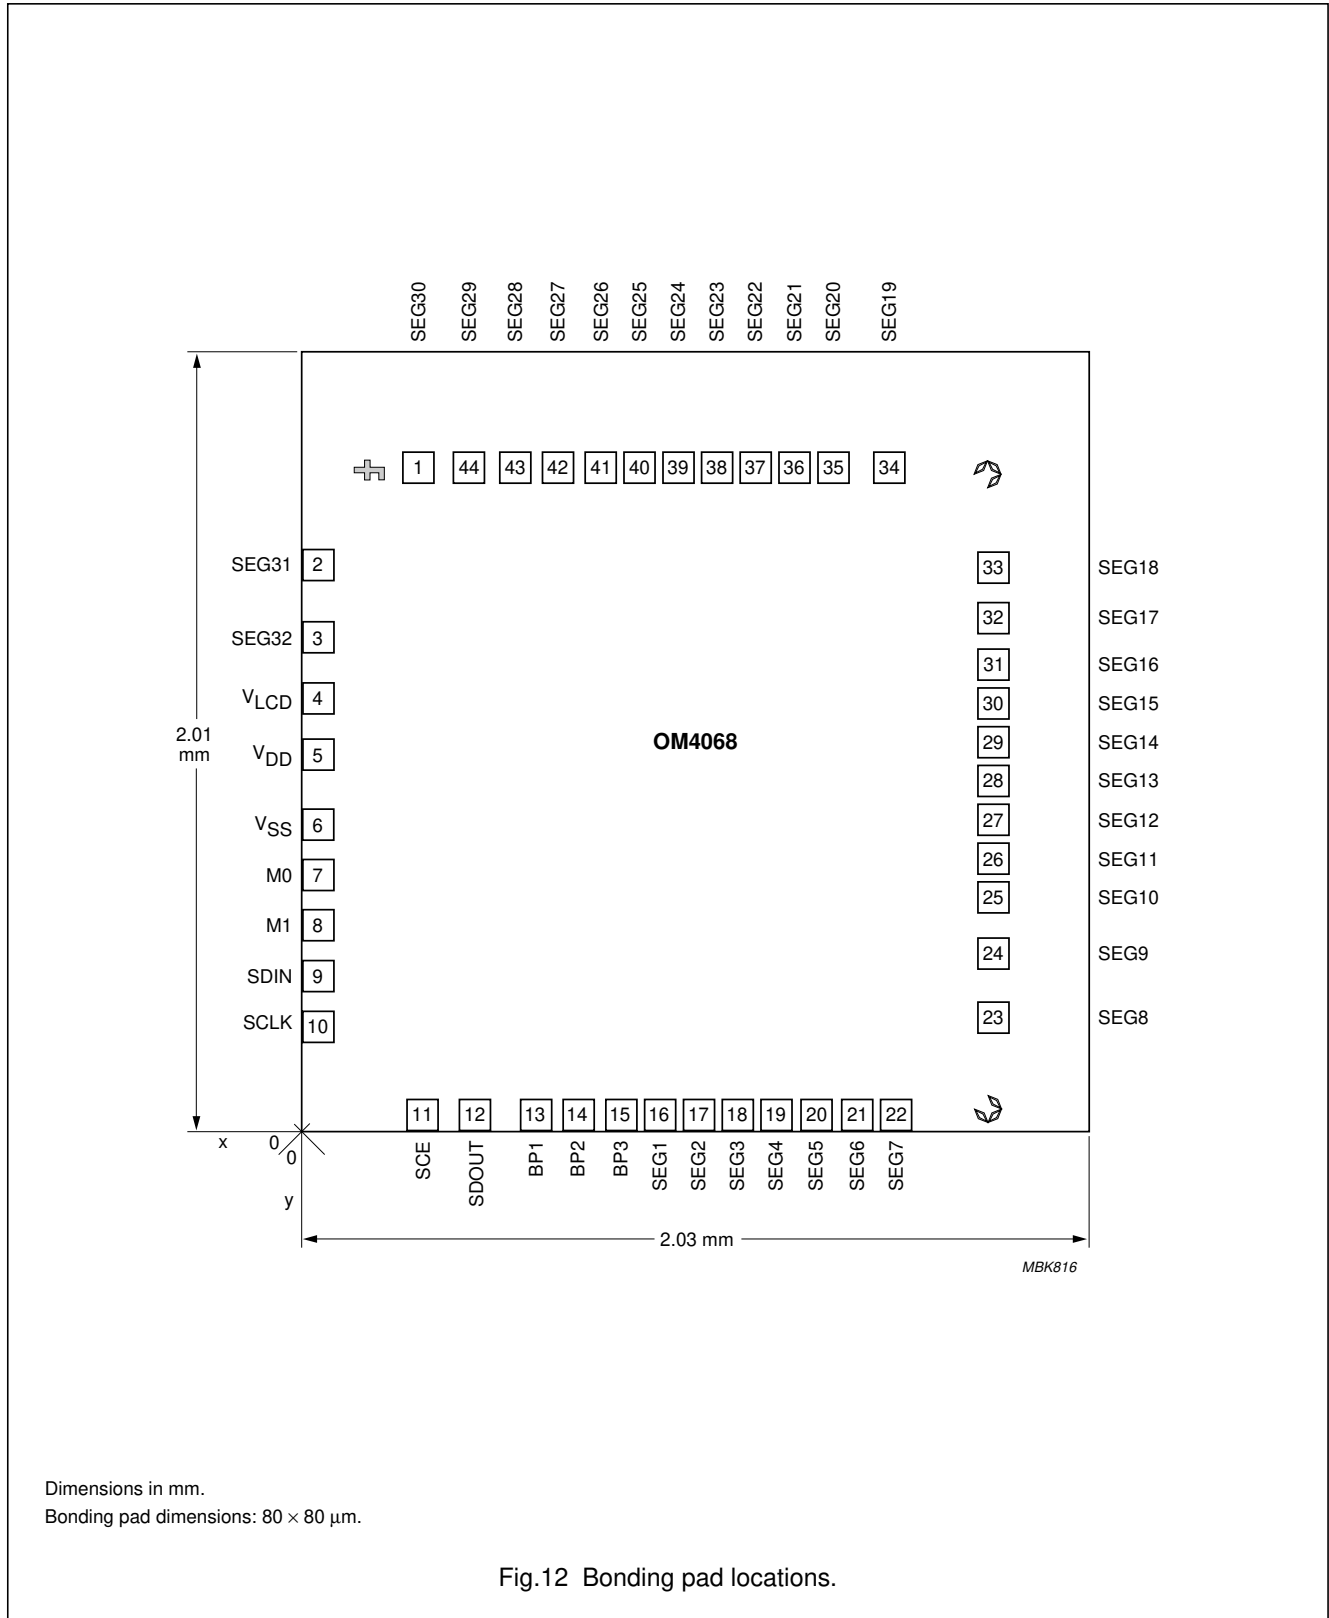 SEG30 SEG29 SEG28 SEG27 SEG26 SEG25 SEG24 SEG23 SEG22 SEG21 SEG20 SEG19
1 44 43 42 41 40 39 38 37 36 35 34
SEG31 2 33 SEG18
32 SEG17
SEG32 3
31 SEG16
VLCD 4 30 SEG15
2.01
mm
OM4068
29 SEG14
VDD 5
28 SEG13
VSS 6 27 SEG12
26 SEG11
M0 7
25 SEG10
M1 8
24 SEG9
SDIN 9
SCLK 10 23 SEG8
11 12 13 14 15 16 17 18 19 20 21 22
x 0
0
y
SCE SDOUT BP1 BP2 BP3 SEG1 SEG2 SEG3 SEG4 SEG5 SEG6 SEG7
2.03 mm
MBK816
Dimensions in mm.
Bonding pad dimensions: 80 × 80 μm.
Fig.12 Bonding pad locations.